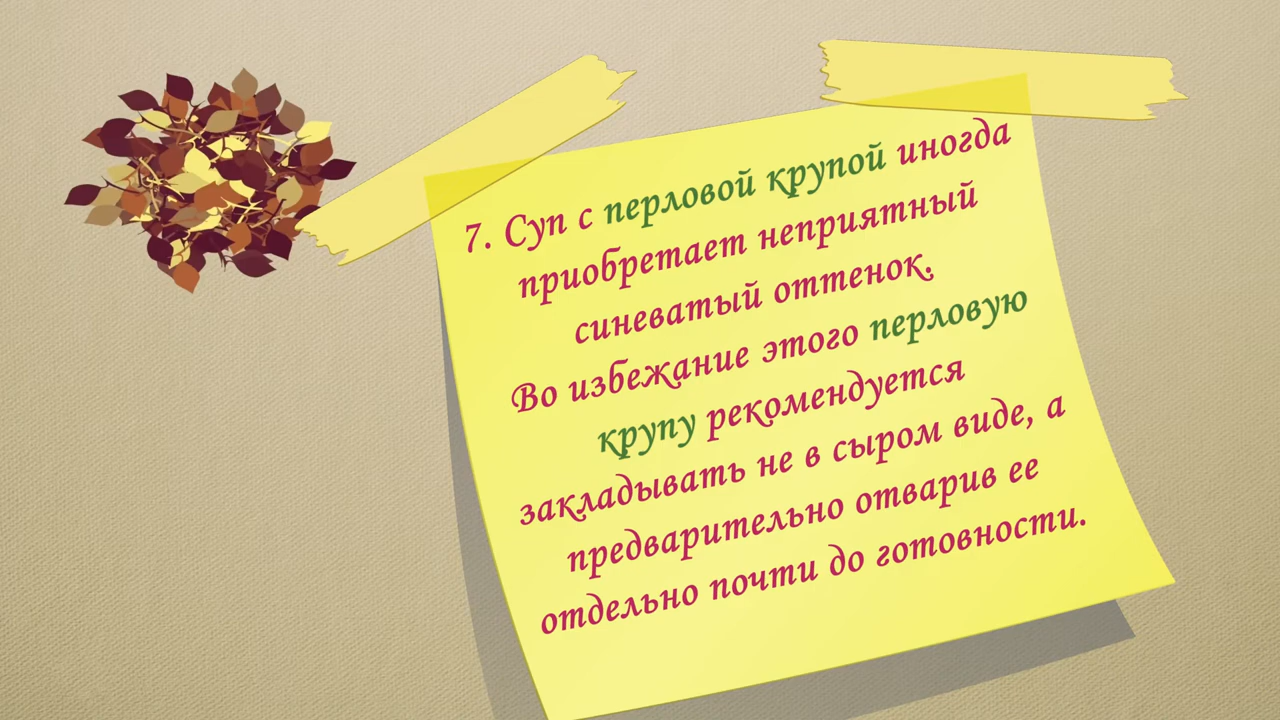 7. Суп с перловой крупой иногда
приобретает неприятный
синеватый оттенок.
Во избежание этого перловую
крупу рекомендуется
закладывать не в сыром виде, а
предварительно отварив ее
отдельно почти до готовности.